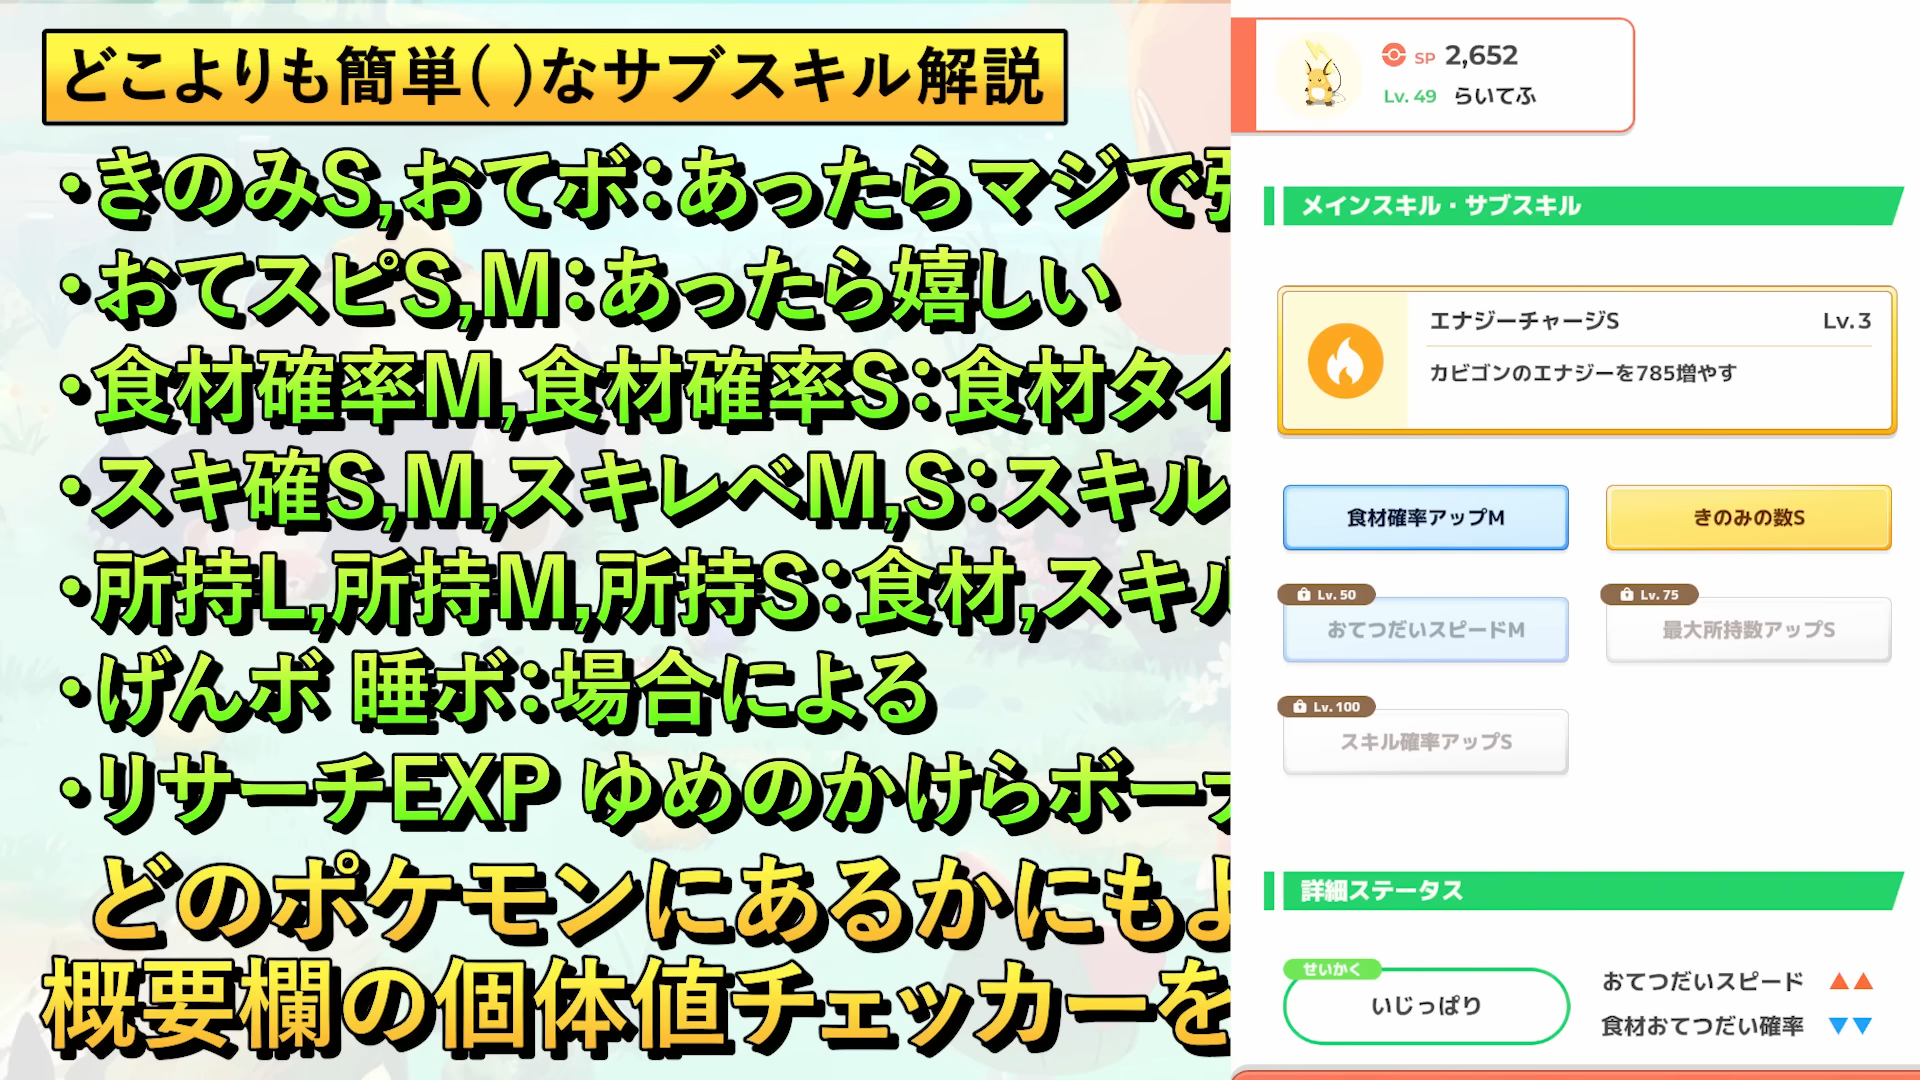 どこよりも簡単( )なサブスキル解説
・きのみS,おてボ:あったらマジで
・おてスピS,M:あったら嬉しい
・食材確率M,食材確率S:食材タイ
・スキ確S,M,スキレベM,S:スキル
・所持L,所持M,所持S:食材,スキル
・げんボ 睡ボ:場合による
・リサーチEXP ゆめのかけらボー
どのポケモンにあるかにもよ
概要欄の個体値チェッカーを
SP 2,652
Lv. 49 らいてふ
メインスキル・サブスキル
エナジーチャージS Lv.3
カビゴンのエナジーを785増やす
食材確率アップM
きのみの数S
Lv. 50
おてつだいスピードM
Lv. 75
最大所持数アップS
Lv. 100
スキル確率アップS
詳細ステータス
せいかく
いじっぱり
おてつだいスピード ▲▲
食材おてつだい確率 ▼▼